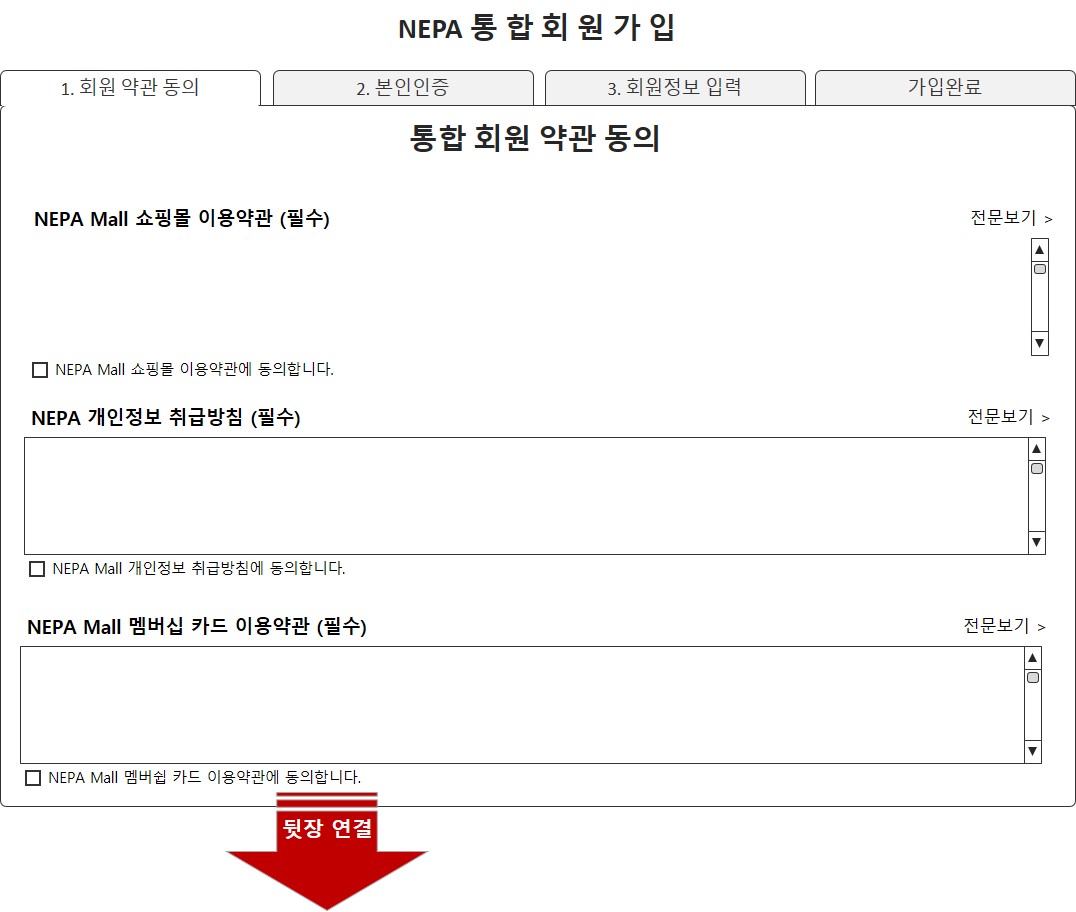 NEPA 통 합 회 원 가 입
1. 회원 약관 동의
2. 본인인증
3. 회원정보 입력
가입완료
통합 회원 약관 동의
NEPA Mall 쇼핑몰 이용약관 (필수)
전문보기 >
NEPA Mall 쇼핑몰 이용약관에 동의합니다.
NEPA 개인정보 취급방침 (필수)
전문보기 >
NEPA Mall 개인정보 취급방침에 동의합니다.
NEPA Mall 멤버십 카드 이용약관 (필수)
전문보기 >
NEPA Mall 멤버쉽 카드 이용약관에 동의합니다.
뒷장 연결